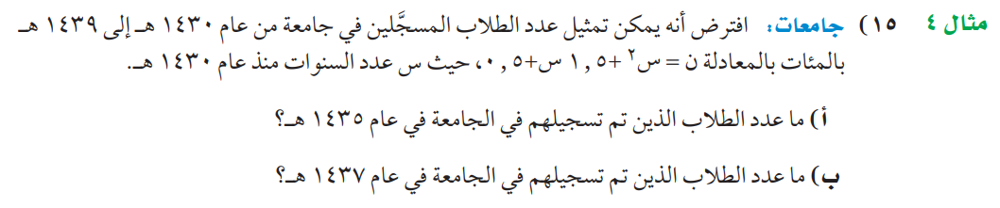 مثال ٤ ١٥) جامعات: افترض أنه يمكن تمثيل عدد الطلاب المسجَّلين في جامعة من عام ١٤٣٠ هـ إلى ١٤٣٩ هـ
بالمئات بالمعادلة ن = س٢ + ١,٥ س + ٠,٥، حيث س عدد السنوات منذ عام ١٤٣٠ هـ.
أ) ما عدد الطلاب الذين تم تسجيلهم في الجامعة في عام ١٤٣٥ هـ؟
ب) ما عدد الطلاب الذين تم تسجيلهم في الجامعة في عام ١٤٣٧ هـ؟